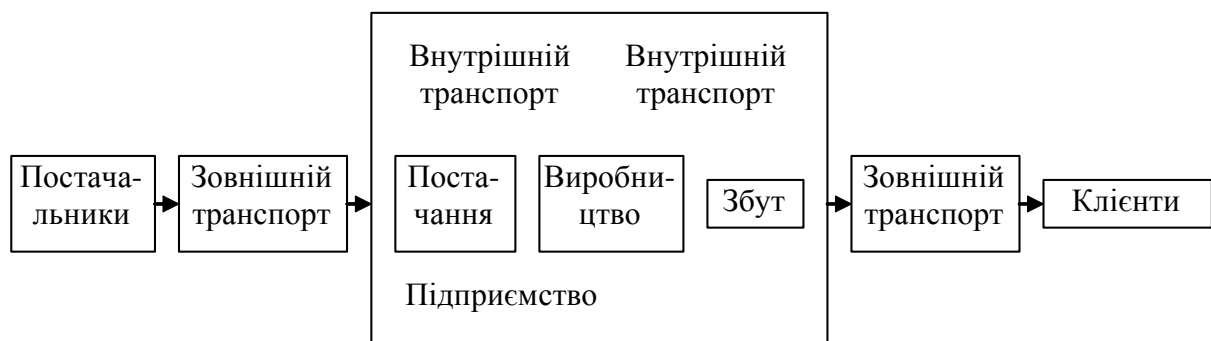 Внутрішній
транспорт
Внутрішній
транспорт
Постача-
льники
Зовнішній
транспорт
Поста-
чання
Виробни-
цтво
Збут
Зовнішній
транспорт
Клієнти
Підприємство